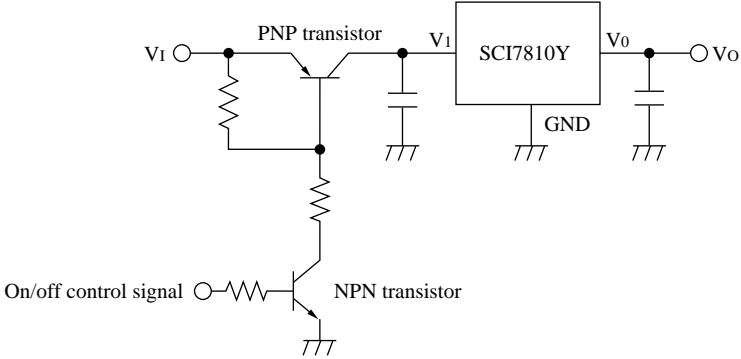 PNP transistor
VI
V1
SCI7810Y
V0
VO
GND
On/off control signal
NPN transistor